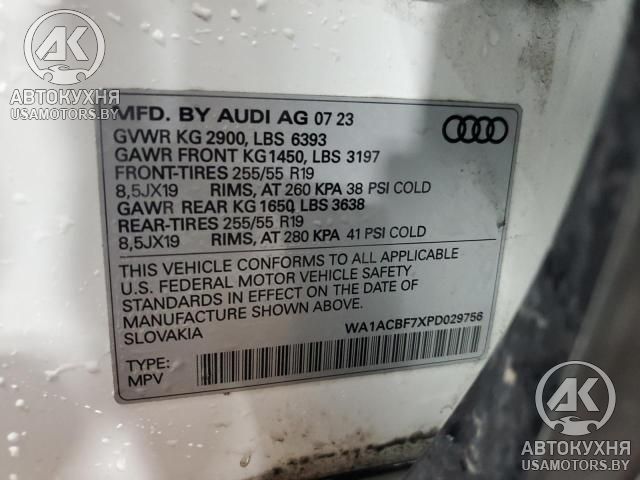 АК
АВТОКУХНЯ
USAMOTORS.BY
MFD. BY AUDI AG 07 23
GVWR KG 2900, LBS 6393
GAWR FRONT KG1450, LBS 3197
FRONT-TIRES 255/55 R19
8,5JX19 RIMS, AT 260 KPA 38 PSI COLD
GAWR REAR KG 1650, LBS 3638
REAR-TIRES 255/55 R19
8,5JX19 RIMS, AT 280 KPA 41 PSI COLD
THIS VEHICLE CONFORMS TO ALL APPLICABLE
U.S. FEDERAL MOTOR VEHICLE SAFETY
STANDARDS IN EFFECT ON THE DATE OF
MANUFACTURE SHOWN ABOVE.
SLOVAKIA
WA1ACBF7XPD029756
TYPE:
MPV
АК
АВТОКУХНЯ
USAMOTORS.BY